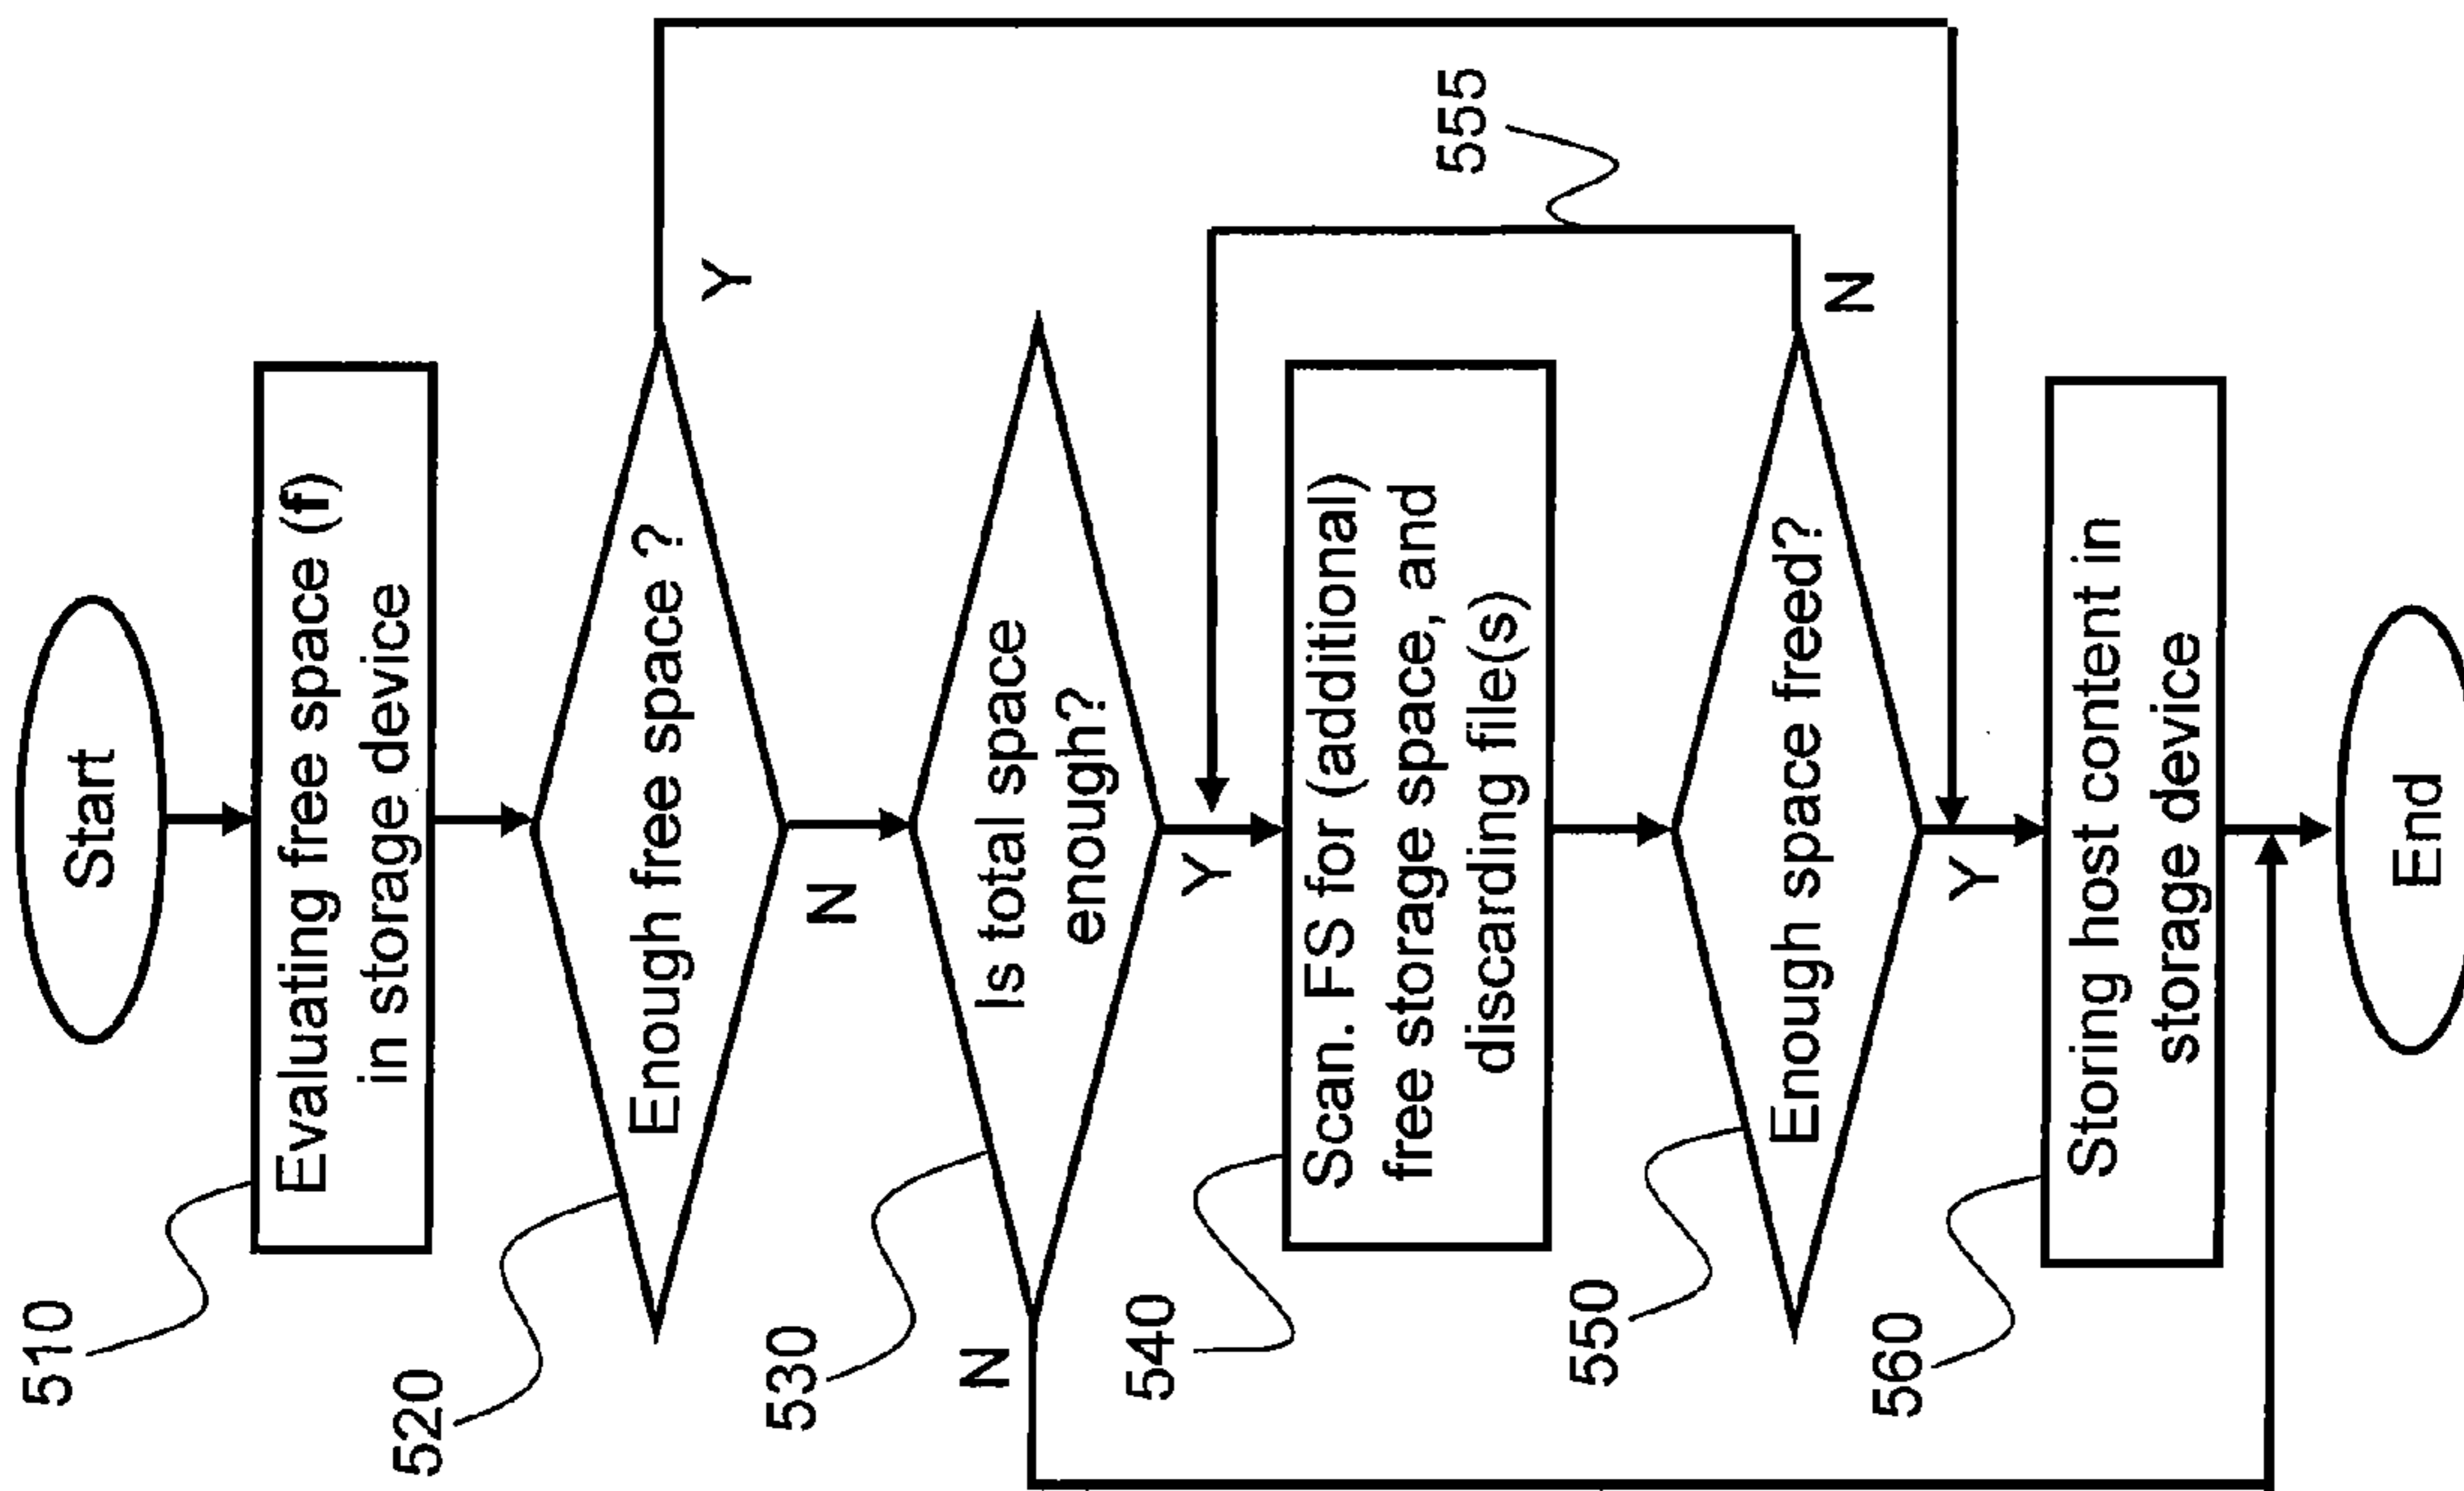 Start
510
Evaluating free space (f)
in storage device
520
Enough free space ?
Y
N
530
Is total space
enough?
N
Y
540
Scan. FS for (additional)
free storage space, and
discarding file(s)
555
550
Enough space freed?
N
Y
560
Storing host content in
storage device
End